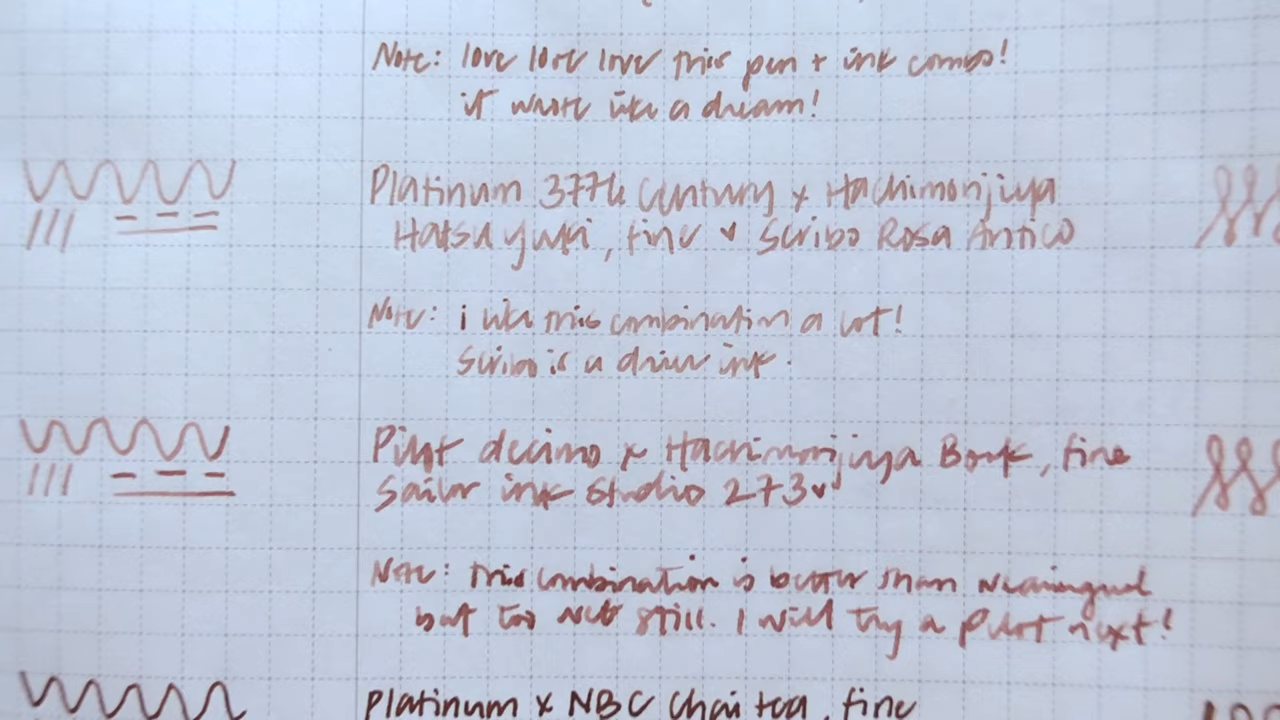 Note: love love love this pen + ink combo!
it wrote like a dream!
Platinum 3776 Century x Hachimonjiya
Hatsuyuki, fine Scribo Rosa Antico
Note: i like this combination a lot!
Scribo is a drier ink.
Pilot decimo x Hachimonjiya Book, fine
Sailor ink studio 273
Note: this combination is better than
but too wet still. I will try a Pilot next!
Platinum x NBC Chai tea, fine